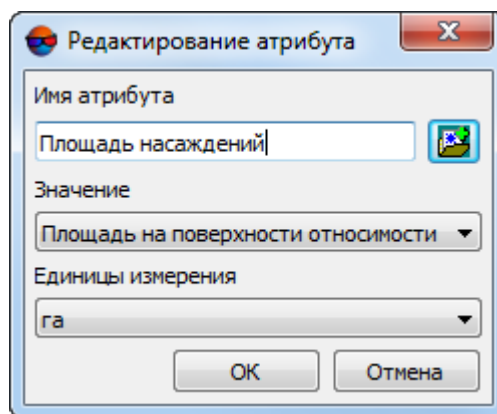 Редактирование атрибута
Имя атрибута
Площадь насаждений
Значение
Площадь на поверхности относимости
Единицы измерения
га
OK Отмена